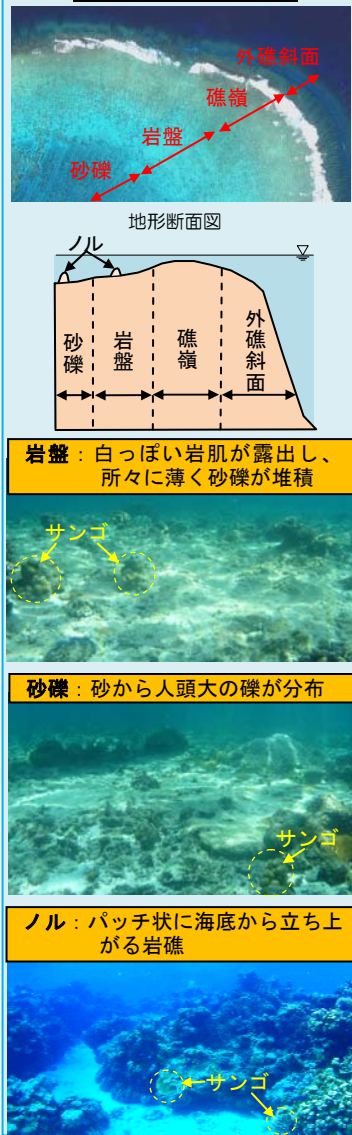 外礁斜面
礁嶺
岩盤
砂礫
地形断面図
ノル
砂礫
岩盤
礁嶺
外礁斜面
岩盤：白っぽい岩肌が露出し、
所々に薄く砂礫が堆積
サンゴ
砂礫：砂から人頭大の礫が分布
サンゴ
ノル：パッチ状に海底から立ち上
がる岩礁
サンゴ